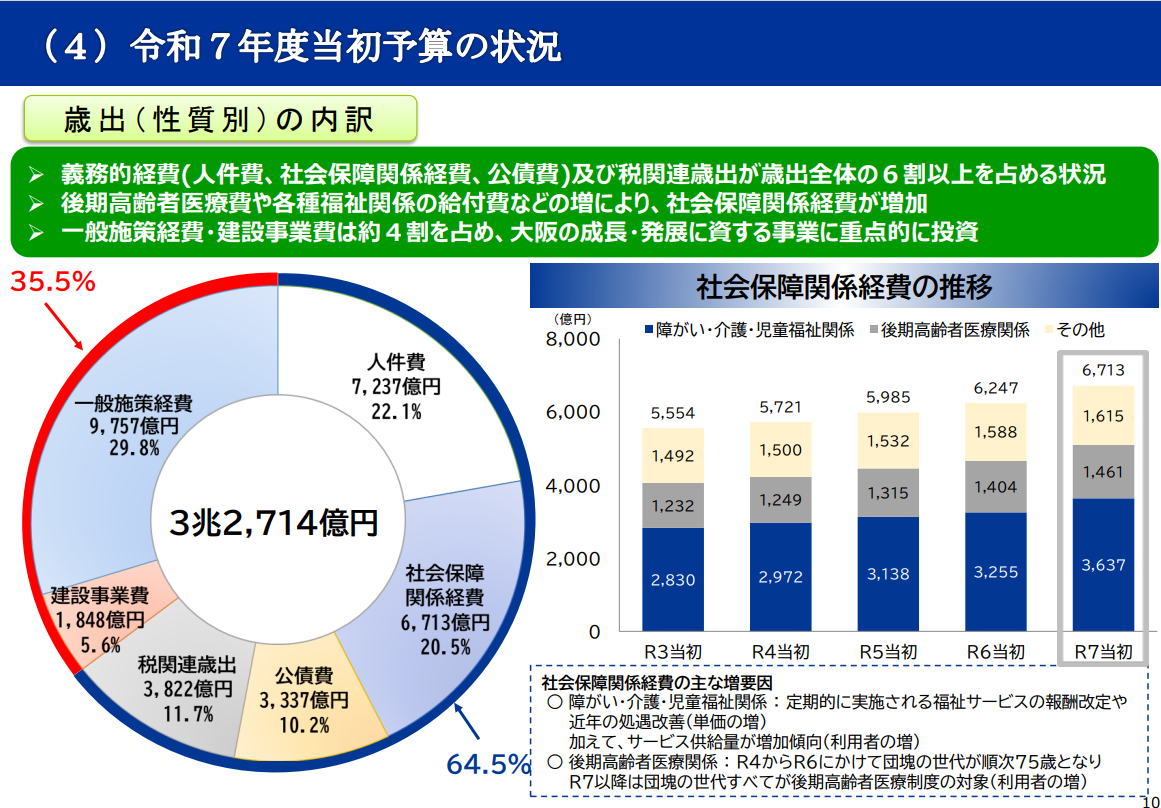 （４）令和７年度当初予算の状況
歳出（性質別）の内訳
➢ 義務的経費(人件費、社会保障関係経費、公債費)及び税関連歳出が歳出全体の６割以上を占める状況
➢ 後期高齢者医療費や各種福祉関係の給付費などの増により、社会保障関係経費が増加
➢ 一般施策経費・建設事業費は約４割を占め、大阪の成長・発展に資する事業に重点的に投資
35.5%
人件費
7,237億円
22.1%
一般施策経費
9,757億円
29.8%
3兆2,714億円
社会保障
関係経費
6,713億円
20.5%
建設事業費
1,848億円
5.6%
税関連歳出
3,822億円
11.7%
公債費
3,337億円
10.2%
64.5%
社会保障関係経費の推移
（億円）
■障がい・介護・児童福祉関係 ■後期高齢者医療関係 ■その他
8,000
6,000
4,000
2,000
0
5,554
1,492
1,232
2,830
R3当初
5,721
1,500
1,249
2,972
R4当初
5,985
1,532
1,315
3,138
R5当初
6,247
1,588
1,404
3,255
R6当初
6,713
1,615
1,461
3,637
R7当初
社会保障関係経費の主な増要因
○ 障がい・介護・児童福祉関係：定期的に実施される福祉サービスの報酬改定や
近年の処遇改善（単価の増）
加えて、サービス供給量が増加傾向（利用者の増）
○ 後期高齢者医療関係：R4からR6にかけて団塊の世代が順次75歳となり
R7以降は団塊の世代すべてが後期高齢者医療制度の対象（利用者の増）
10